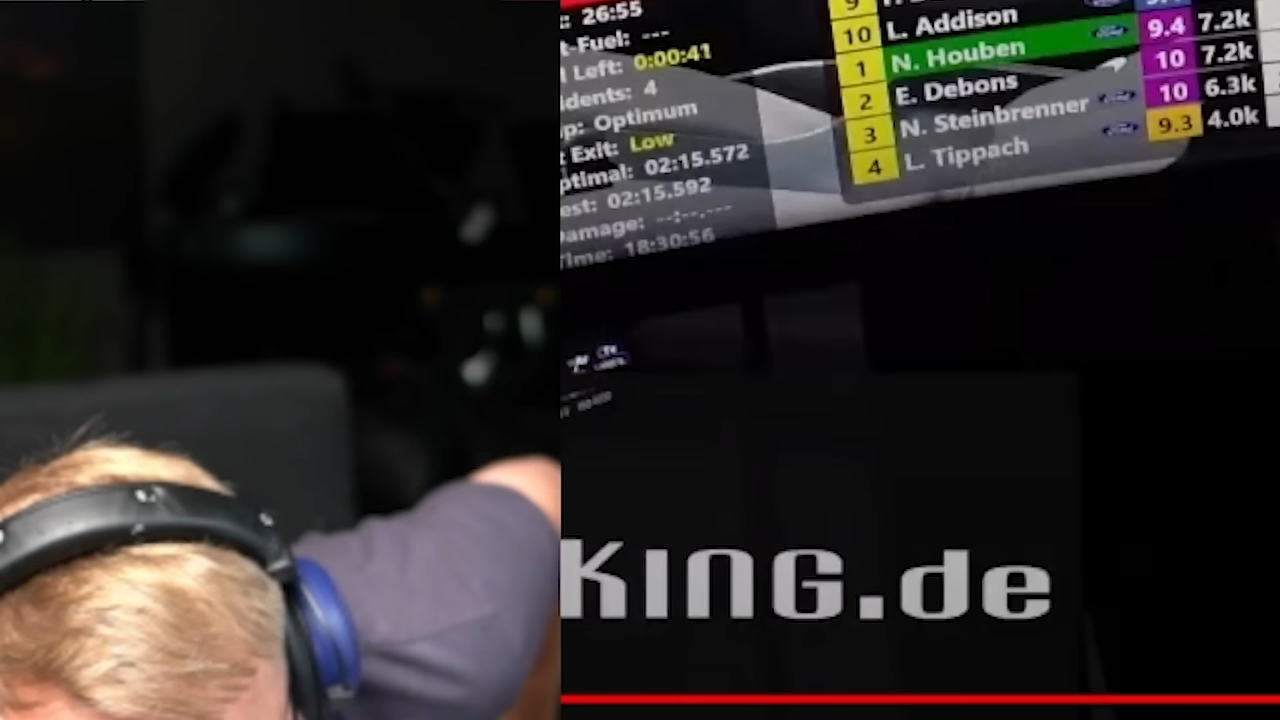 : 26:55
t-Fuel: ---
Left: 0:00:41
idents: 4
p: Optimum
t Exit: Low
ptimal: 02:15.572
est: 02:15.592
Damage: --:--.---
Time: 18:30:56
9
10 L. Addison 9.4 7.2k
1 N. Houben 10 7.2k
2 E. Debons 10 6.3k
3 N. Steinbrenner 9.3 4.0k
4 L. Tippach
KING.de